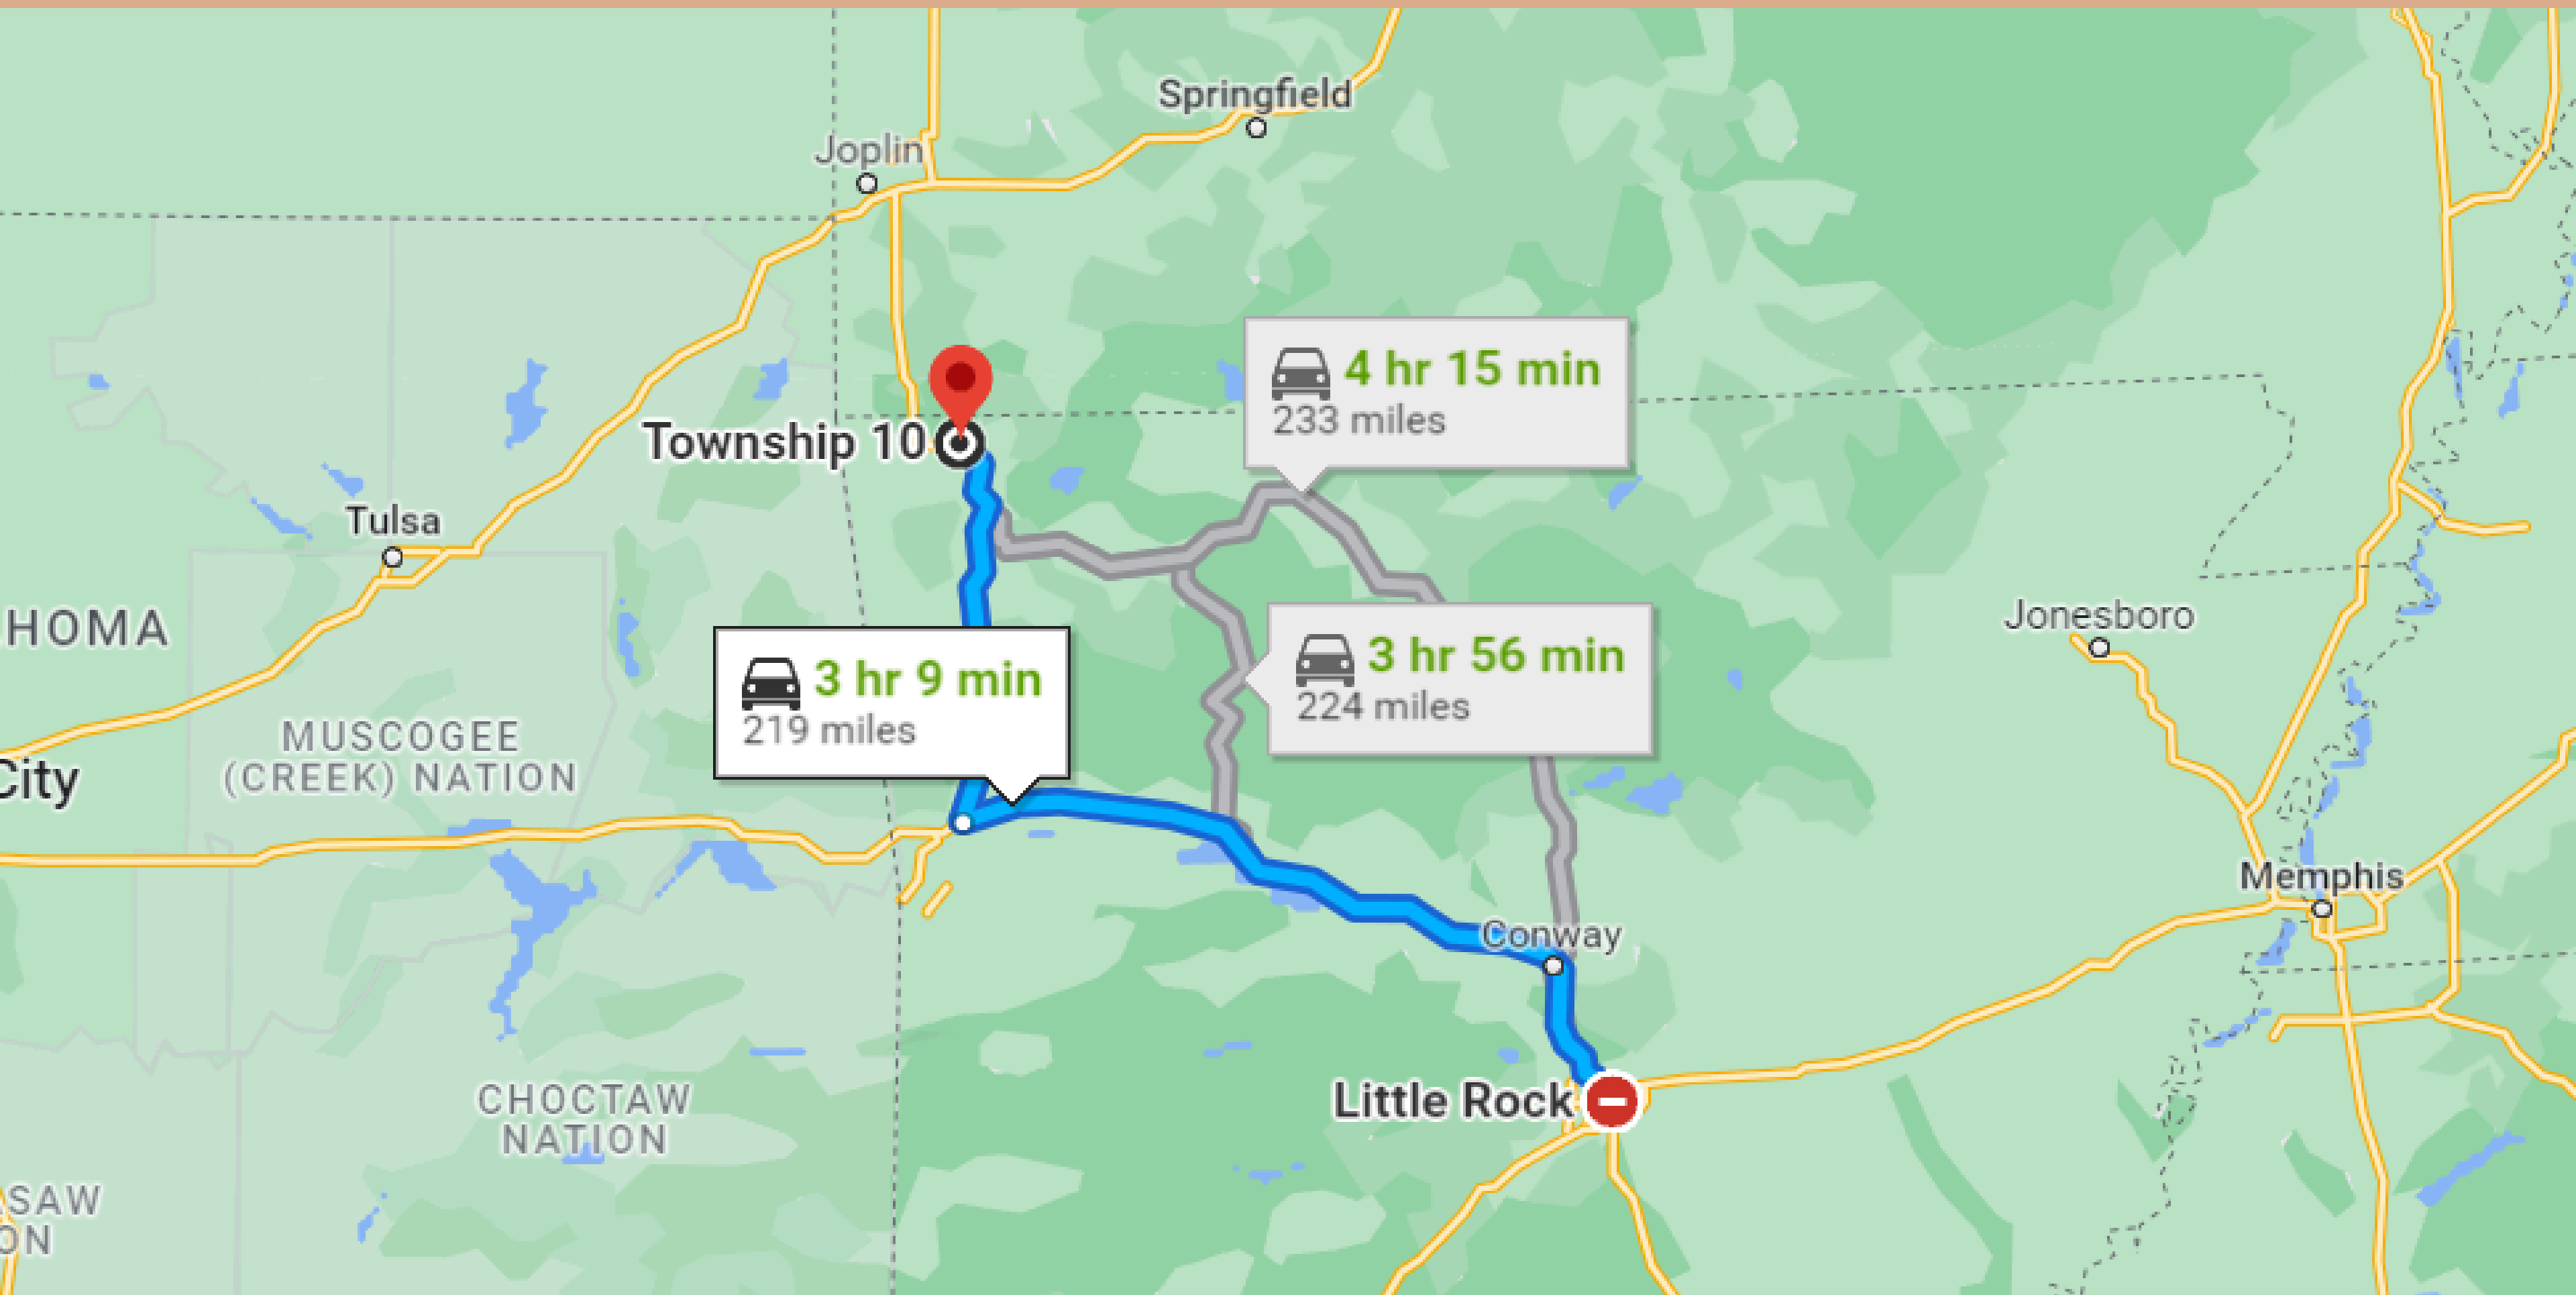 Springfield
Joplin
4 hr 15 min
233 miles
Township 10
Tulsa
HOMA
Jonesboro
3 hr 56 min
224 miles
3 hr 9 min
219 miles
MUSCOGEE
(CREEK) NATION
City
Memphis
Conway
Little Rock
CHOCTAW
NATION
SAW
ON